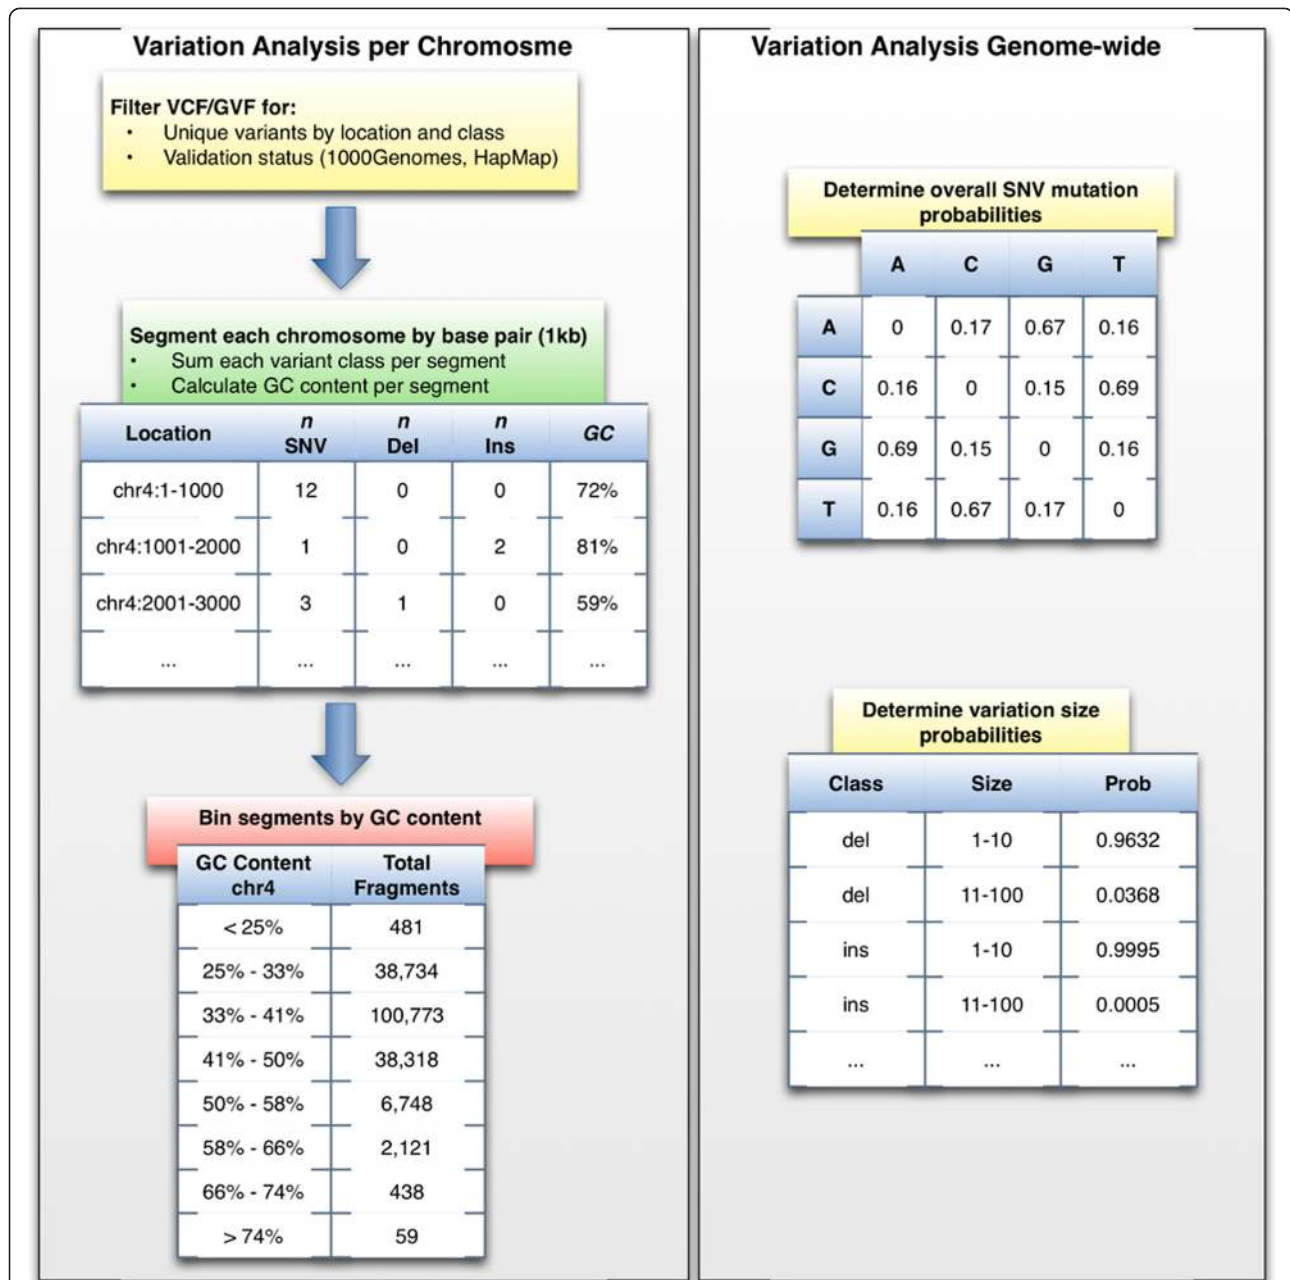 Variation Analysis per Chromosme
Filter VCF/GVF for:
• Unique variants by location and class
• Validation status (1000Genomes, HapMap)
Segment each chromosome by base pair (1kb)
• Sum each variant class per segment
• Calculate GC content per segment
Location n SNV n Del n Ins GC
chr4:1-1000 12 0 0 72%
chr4:1001-2000 1 0 2 81%
chr4:2001-3000 3 1 0 59%
... ... ... ... ...
Bin segments by GC content
GC Content Total
chr4 Fragments
< 25% 481
25% - 33% 38,734
33% - 41% 100,773
41% - 50% 38,318
50% - 58% 6,748
58% - 66% 2,121
66% - 74% 438
> 74% 59
Variation Analysis Genome-wide
Determine overall SNV mutation
probabilities
A C G T
A 0 0.17 0.67 0.16
C 0.16 0 0.15 0.69
G 0.69 0.15 0 0.16
T 0.16 0.67 0.17 0
Determine variation size
probabilities
Class Size Prob
del 1-10 0.9632
del 11-100 0.0368
ins 1-10 0.9995
ins 11-100 0.0005
... ... ...